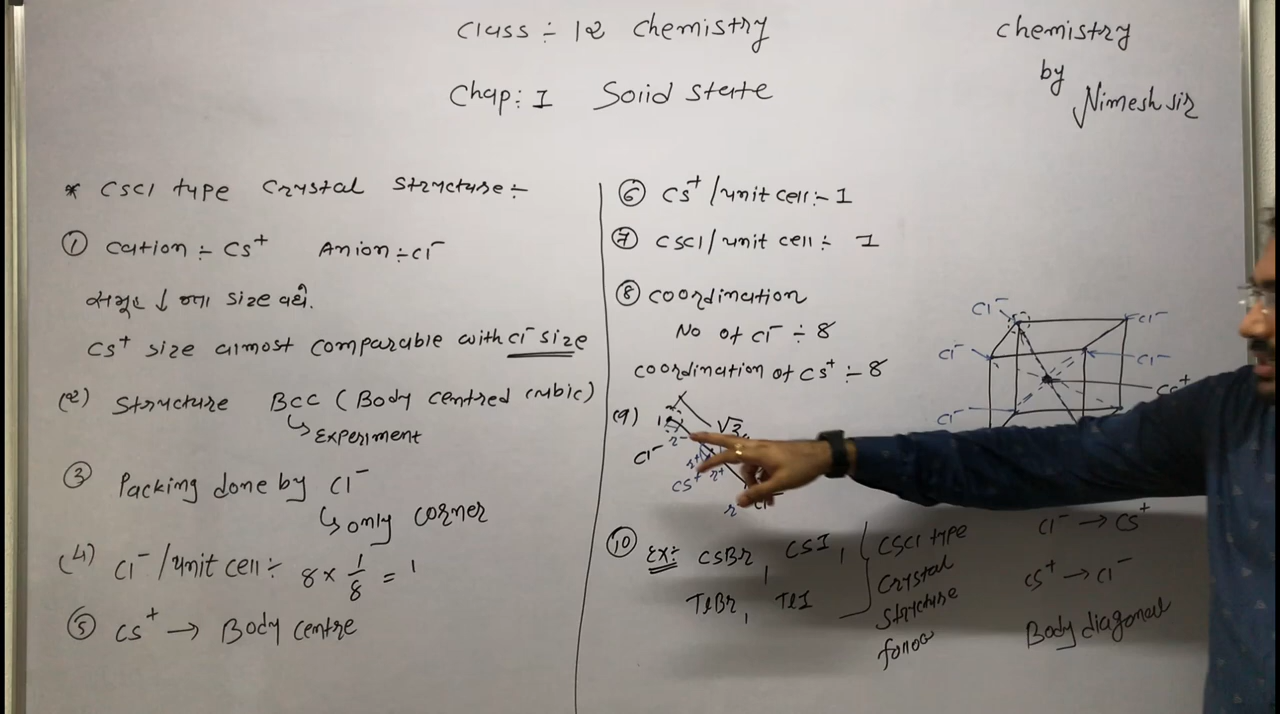 Class :- 12 Chemistry
Chap: I Solid state
Chemistry
by
Nimesh sir
* CsCl type Crystal Structure :-
① Cation :- Cs⁺ Anion :- Cl⁻
સમૂહ ↓ જતા size વધે.
Cs⁺ size almost comparable with Cl⁻ size
(2) Structure BCC (Body centred cubic)
↳ Experiment
③ Packing done by Cl⁻
↳ only corner
(4) Cl⁻/unit cell :- 8 × 1/8 = 1
⑤ Cs⁺ → Body centre
⑥ Cs⁺/unit cell :- 1
⑦ CsCl/unit cell :- 1
⑧ coordination
No of Cl⁻ :- 8
coordination of Cs⁺ :- 8
(9)
Cl⁻
r⁻
Cs⁺
r⁺
⑩ Ex:- CsBr, CsI,
TlBr, TlI
CsCl type
Crystal
Structure
Cl⁻ → Cs⁺
Cs⁺ → Cl⁻
Body diagonal
Cl⁻
Cl⁻
Cl⁻
Cl⁻
Cl⁻
Cs⁺